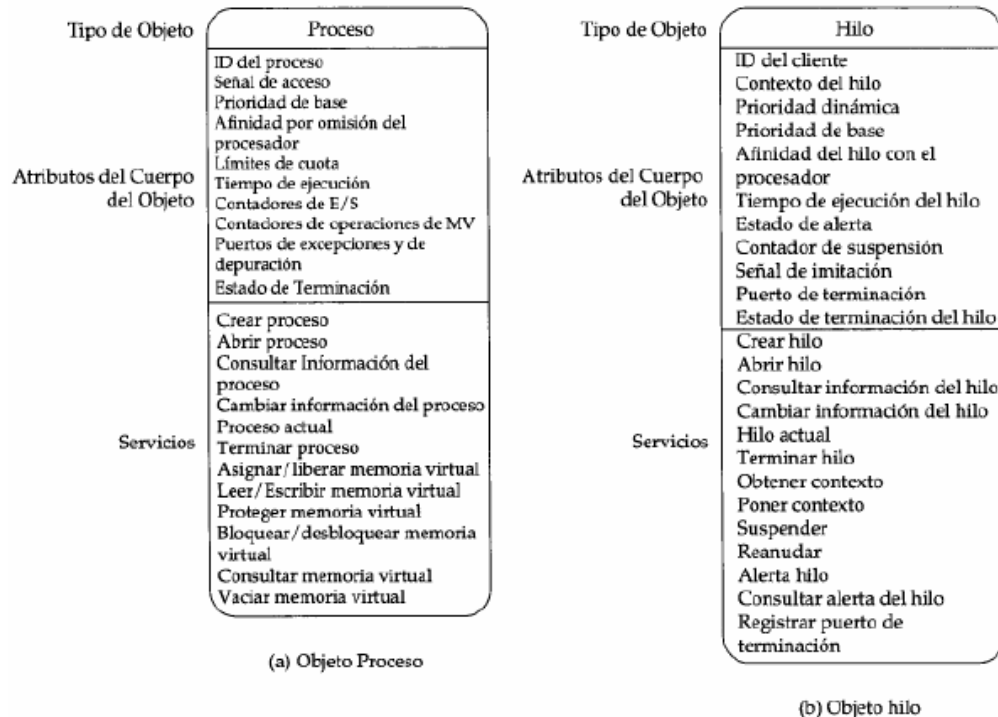 Tipo de Objeto
Proceso
Atributos del Cuerpo
del Objeto
ID del proceso
Señal de acceso
Prioridad de base
Afinidad por omisión del
procesador
Límites de cuota
Tiempo de ejecución
Contadores de E/S
Contadores de operaciones de MV
Puertos de excepciones y de
depuración
Estado de Terminación
Servicios
Crear proceso
Abrir proceso
Consultar Información del
proceso
Cambiar información del proceso
Proceso actual
Terminar proceso
Asignar/liberar memoria virtual
Leer/Escribir memoria virtual
Proteger memoria virtual
Bloquear/desbloquear memoria
virtual
Consultar memoria virtual
Vaciar memoria virtual
(a) Objeto Proceso
Tipo de Objeto
Hilo
Atributos del Cuerpo
del Objeto
ID del cliente
Contexto del hilo
Prioridad dinámica
Prioridad de base
Afinidad del hilo con el
procesador
Tiempo de ejecución del hilo
Estado de alerta
Contador de suspensión
Señal de imitación
Puerto de terminación
Estado de terminación del hilo
Servicios
Crear hilo
Abrir hilo
Consultar información del hilo
Cambiar información del hilo
Hilo actual
Terminar hilo
Obtener contexto
Poner contexto
Suspender
Reanudar
Alerta hilo
Consultar alerta del hilo
Registrar puerto de
terminación
(b) Objeto hilo